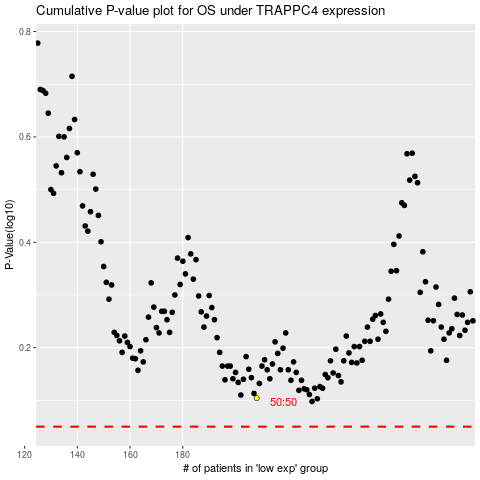 Cumulative P-value plot for OS under TRAPPC4 expression
0.8
0.6
0.4
0.2
P-Value(log10)
50:50
120 140 160 180
# of patients in 'low exp' group